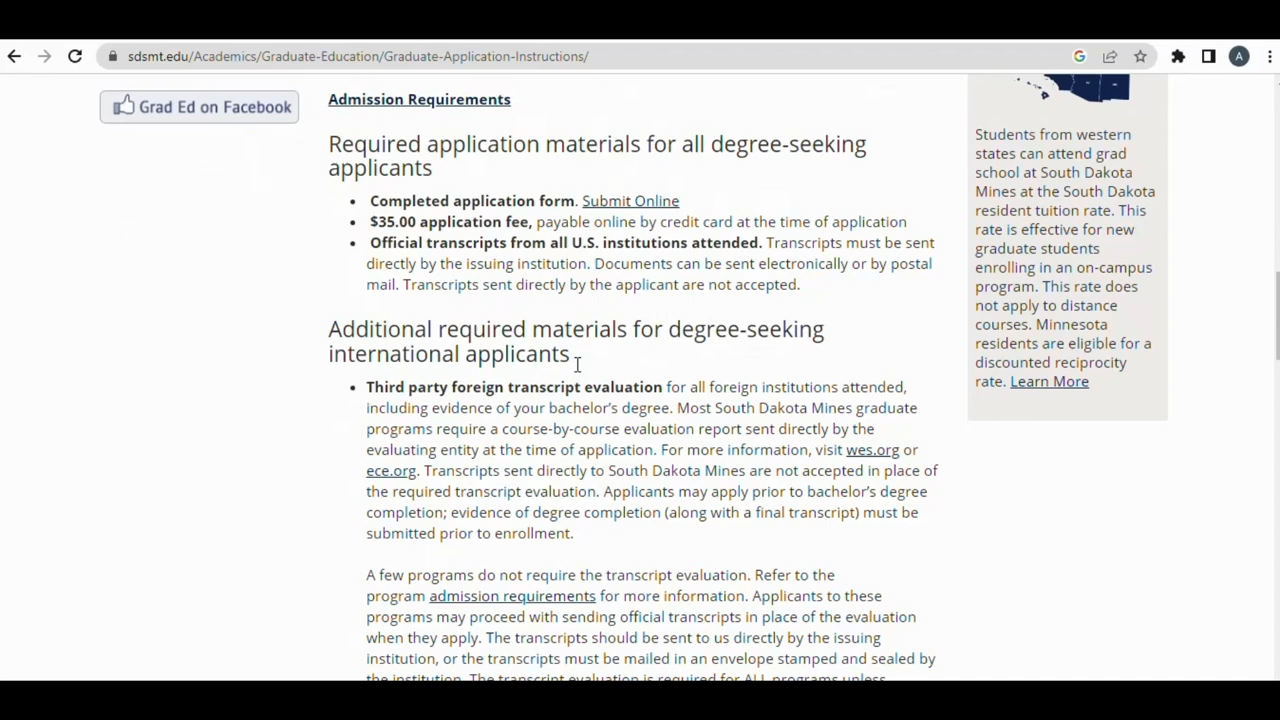 sdsmt.edu/Academics/Graduate-Education/Graduate-Application-Instructions/
A
Grad Ed on Facebook
Admission Requirements
Required application materials for all degree-seeking
applicants
• Completed application form. Submit Online
• $35.00 application fee, payable online by credit card at the time of application
• Official transcripts from all U.S. institutions attended. Transcripts must be sent
directly by the issuing institution. Documents can be sent electronically or by postal
mail. Transcripts sent directly by the applicant are not accepted.
Additional required materials for degree-seeking
international applicants
• Third party foreign transcript evaluation for all foreign institutions attended,
including evidence of your bachelor's degree. Most South Dakota Mines graduate
programs require a course-by-course evaluation report sent directly by the
evaluating entity at the time of application. For more information, visit wes.org or
ece.org. Transcripts sent directly to South Dakota Mines are not accepted in place of
the required transcript evaluation. Applicants may apply prior to bachelor's degree
completion; evidence of degree completion (along with a final transcript) must be
submitted prior to enrollment.
A few programs do not require the transcript evaluation. Refer to the
program admission requirements for more information. Applicants to these
programs may proceed with sending official transcripts in place of the evaluation
when they apply. The transcripts should be sent to us directly by the issuing
institution, or the transcripts must be mailed in an envelope stamped and sealed by
the institution. The transcript evaluation is required for ALL programs unless
Students from western
states can attend grad
school at South Dakota
Mines at the South Dakota
resident tuition rate. This
rate is effective for new
graduate students
enrolling in an on-campus
program. This rate does
not apply to distance
courses. Minnesota
residents are eligible for a
discounted reciprocity
rate. Learn More